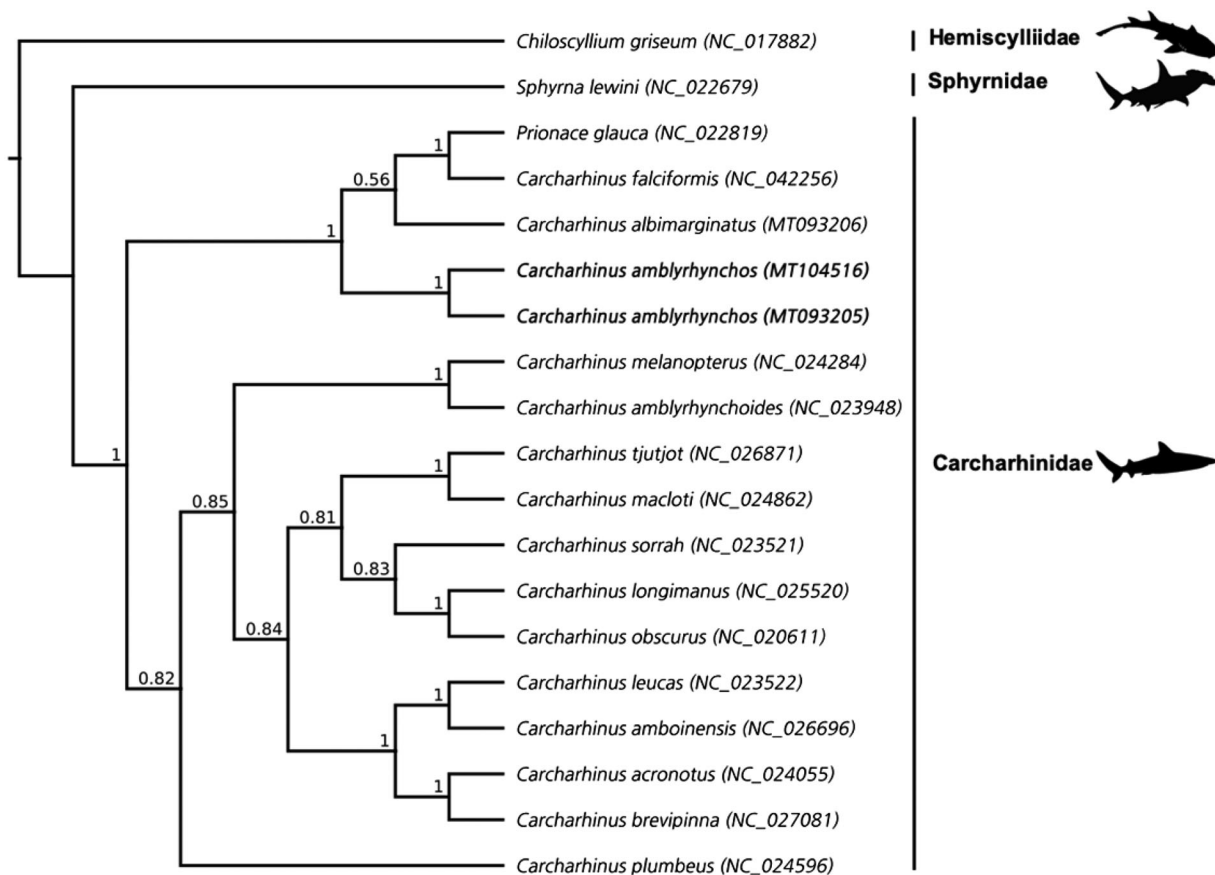 Chiloscyllium griseum (NC_017882)
Hemiscylliidae
Sphyrna lewini (NC_022679)
Sphyrnidae
Prionace glauca (NC_022819)
1
Carcharhinus falciformis (NC_042256)
0.56
Carcharhinus albimarginatus (MT093206)
1
Carcharhinus amblyrhynchos (MT104516)
1
Carcharhinus amblyrhynchos (MT093205)
Carcharhinus melanopterus (NC_024284)
1
Carcharhinus amblyrhynchoides (NC_023948)
Carcharhinus tjutjot (NC_026871)
1
Carcharhinidae
1
Carcharhinus macloti (NC_024862)
0.85
0.81
Carcharhinus sorrah (NC_023521)
0.83
Carcharhinus longimanus (NC_025520)
1
0.84
Carcharhinus obscurus (NC_020611)
0.82
Carcharhinus leucas (NC_023522)
1
Carcharhinus amboinensis (NC_026696)
1
Carcharhinus acronotus (NC_024055)
1
Carcharhinus brevipinna (NC_027081)
Carcharhinus plumbeus (NC_024596)